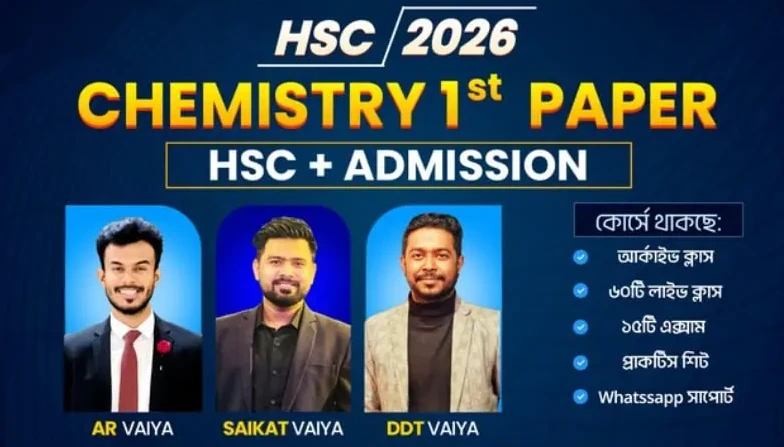 HSC / 2026
CHEMISTRY 1st PAPER
HSC + ADMISSION
কোর্সে থাকছে:
আর্কাইভ ক্লাস
৬০টি লাইভ ক্লাস
১৫টি এক্সাম
প্রাকটিস শিট
Whatssapp সাপোর্ট
AR VAIYA
SAIKAT VAIYA
DDT VAIYA